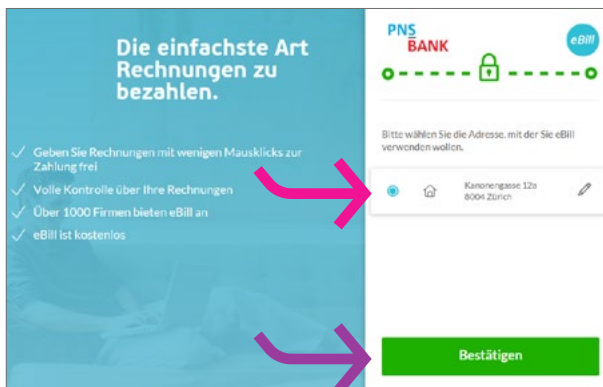 Die einfachste Art
Rechnungen zu
bezahlen.
Geben Sie Rechnungen mit wenigen Mausklicks zur
Zahlung frei
Volle Kontrolle über Ihre Rechnungen
Über 1000 Firmen bieten eBill an
eBill ist kostenlos
PNS
BANK
eBill
Bitte wählen Sie die Adresse, mit der Sie eBill
verwenden wollen.
Kanonengasse 12a
8004 Zürich
Bestätigen